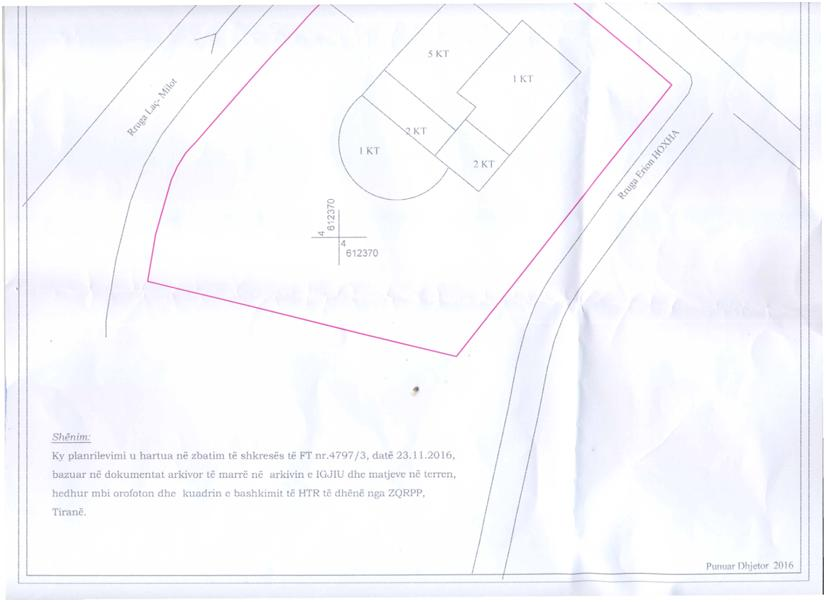 5 KT
1 KT
Rruga Laç- Milot
2 KT
1 KT
2 KT
Rruga Erion HOXHA
4 612370
4
612370
Shënim:
Ky planrilevimi u hartua në zbatim të shkresës të FT nr.4797/3, datë 23.11.2016,
bazuar në dokumentat arkivor të marrë në arkivin e IGJIU dhe matjeve në terren,
hedhur mbi orofoton dhe kuadrin e bashkimit të HTR të dhënë nga ZQRPP,
Tiranë.
Punuar Dhjetor 2016